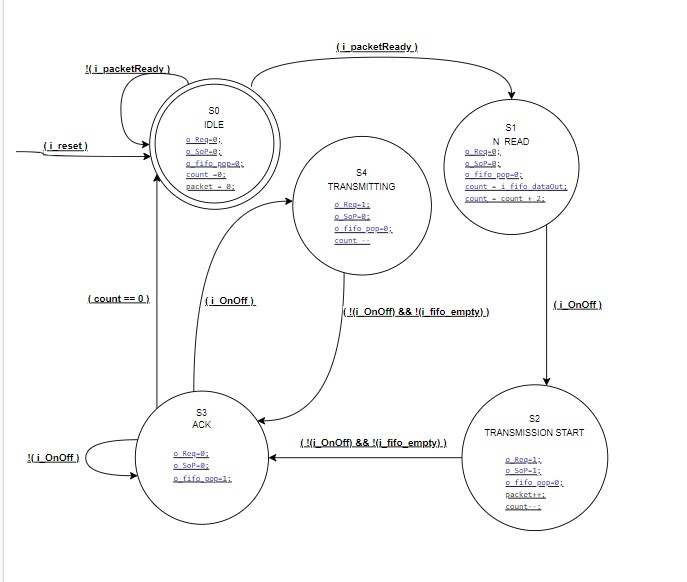 ( i_packetReady )
!( i_packetReady )
( i_reset )
S0
IDLE
o_Req=0;
o_SoP=0;
o_fifo_pop=0;
count =0;
packet = 0;
S1
N READ
o_Req=0;
o_SoP=0;
o_fifo_pop=0;
count = i_fifo_dataOut;
count = count + 2;
S4
TRANSMITTING
o_Req=1;
o_SoP=0;
o_fifo_pop=0;
count --
( count == 0 )
( i_OnOff )
( !(i_OnOff) && !(i_fifo_empty) )
( i_OnOff )
S3
ACK
o_Req=0;
o_SoP=0;
o_fifo_pop=1;
!( i_OnOff )
( !(i_OnOff) && !(i_fifo_empty) )
S2
TRANSMISSION START
o_Req=1;
o_SoP=1;
o_fifo_pop=0;
packet++;
count--;